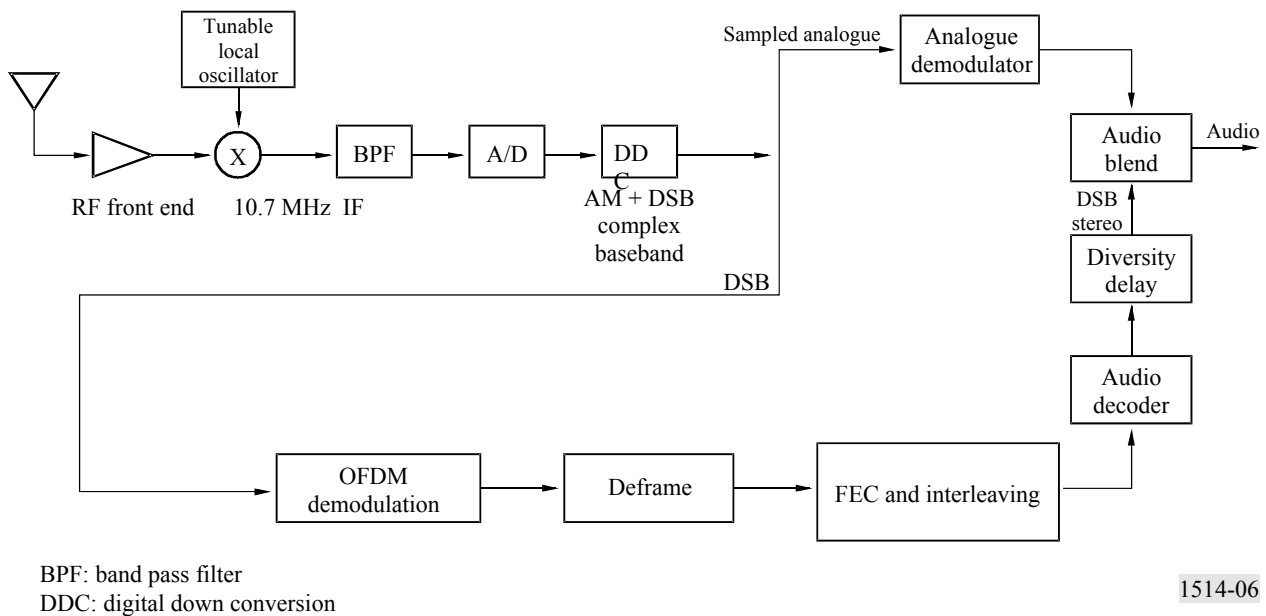 Tunable
local
oscillator
Sampled analogue
Analogue
demodulator
X
BPF
A/D
DD
C
RF front end
10.7 MHz IF
AM + DSB
complex
baseband
Audio
blend
Audio
DSB
stereo
Diversity
delay
DSB
Audio
decoder
OFDM
demodulation
Deframe
FEC and interleaving
BPF: band pass filter
DDC: digital down conversion
1514-06